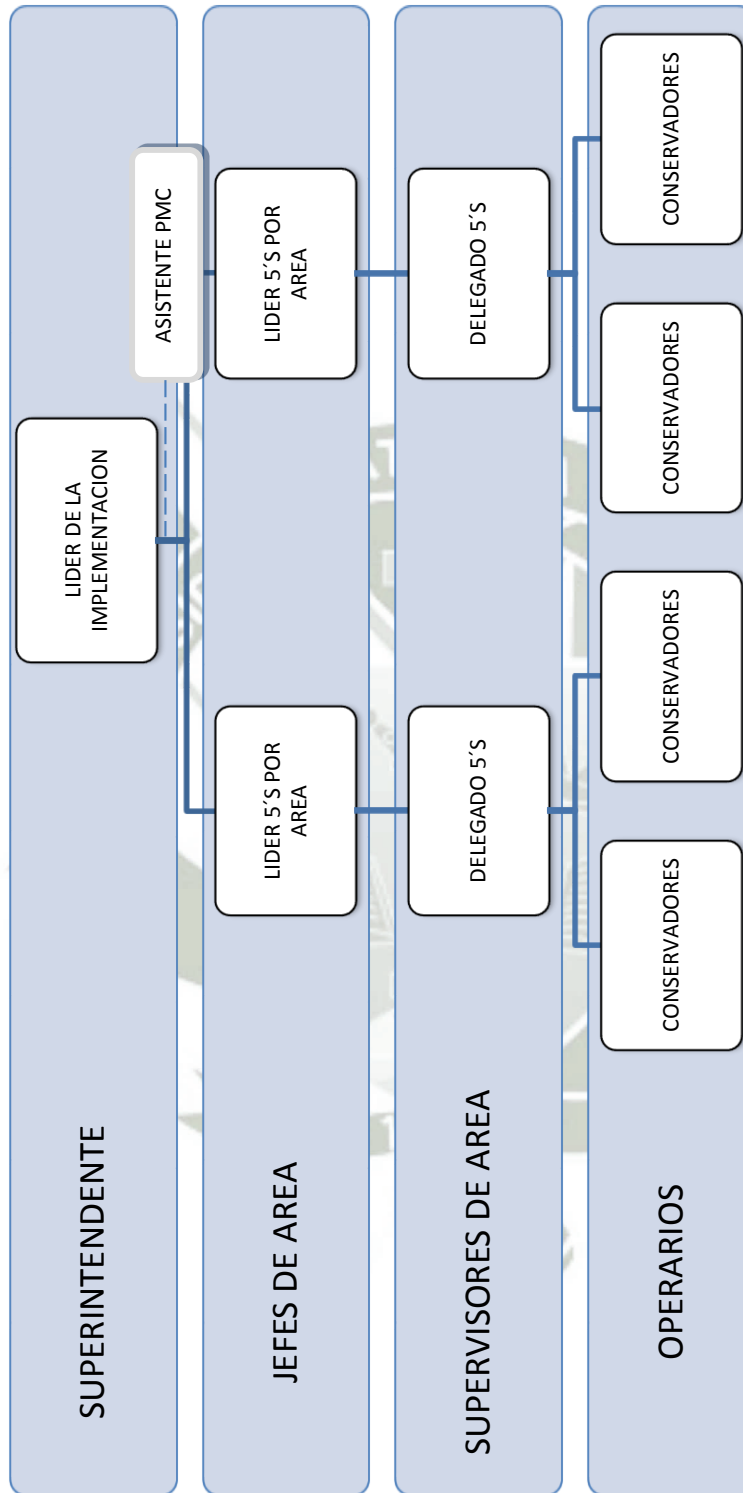 SUPERINTENDENTE
LIDER DE LA
IMPLEMENTACION
ASISTENTE PMC
JEFES DE AREA
LIDER 5´S POR
AREA
LIDER 5´S POR
AREA
SUPERVISORES DE AREA
DELEGADO 5´S
DELEGADO 5´S
OPERARIOS
CONSERVADORES
CONSERVADORES
CONSERVADORES
CONSERVADORES